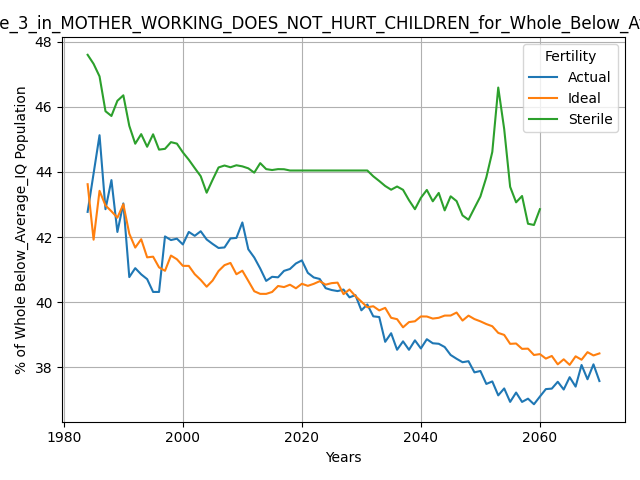 e_3_in_MOTHER_WORKING_DOES_NOT_HURT_CHILDREN_for_Whole_Below_A
48
46
44
42
40
38
% of Whole Below_Average_IQ Population
Fertility
Actual
Ideal
Sterile
1980
2000
2020
2040
2060
Years